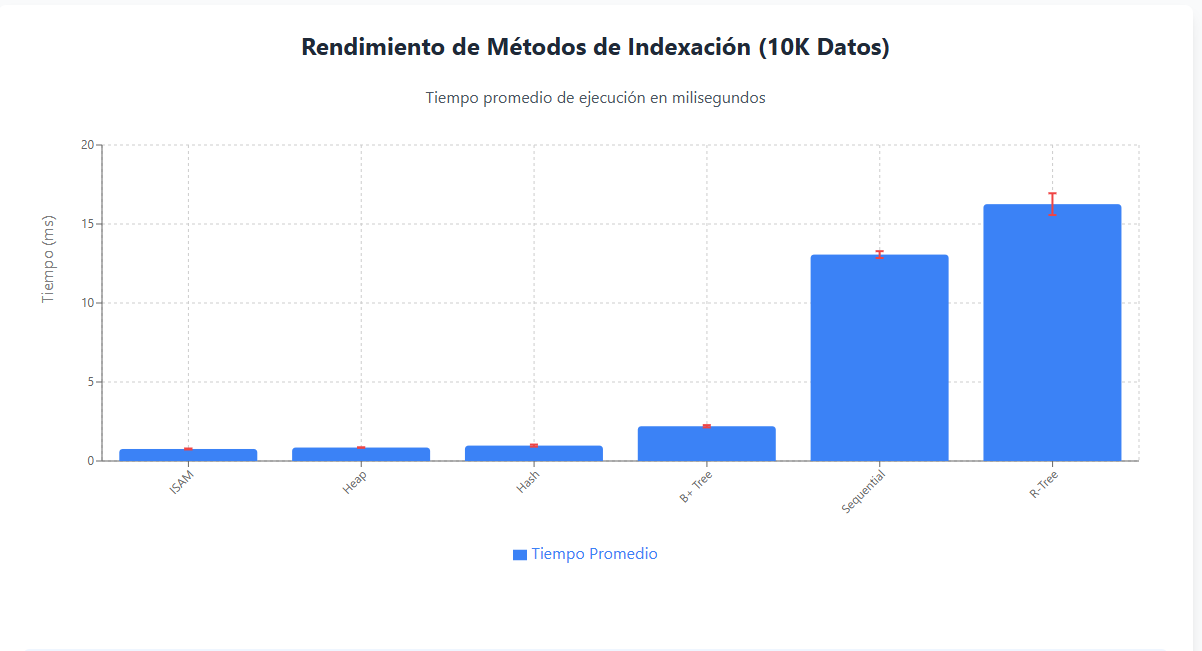 Rendimiento de Métodos de Indexación (10K Datos)
Tiempo promedio de ejecución en milisegundos
Tiempo (ms)
20
15
10
5
0
ISAM
Heap
Hash
B+ Tree
Sequential
R-Tree
Tiempo Promedio